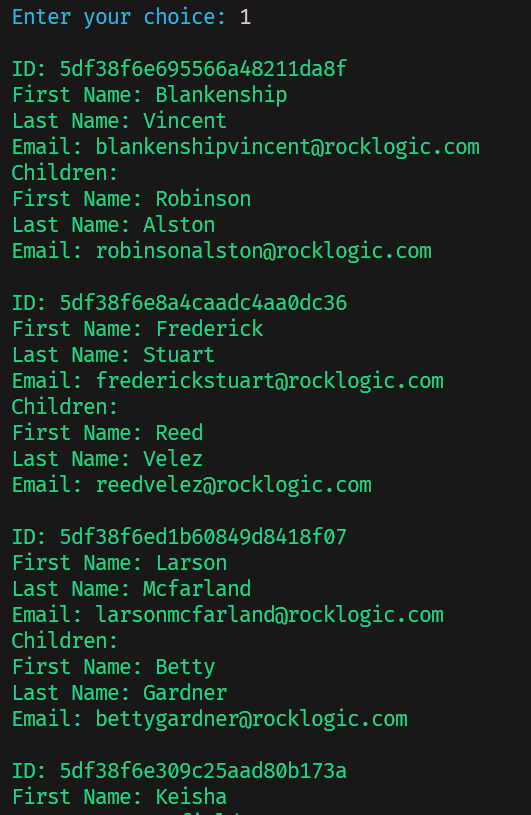 Enter your choice: 1
ID: 5df38f6e695566a48211da8f
First Name: Blankenship
Last Name: Vincent
Email: blankenshipvincent@rocklogic.com
Children:
First Name: Robinson
Last Name: Alston
Email: robinsonalston@rocklogic.com
ID: 5df38f6e8a4caadc4aa0dc36
First Name: Frederick
Last Name: Stuart
Email: frederickstuart@rocklogic.com
Children:
First Name: Reed
Last Name: Velez
Email: reedvelez@rocklogic.com
ID: 5df38f6ed1b60849d8418f07
First Name: Larson
Last Name: Mcfarland
Email: larsonmcfarland@rocklogic.com
Children:
First Name: Betty
Last Name: Gardner
Email: bettygardner@rocklogic.com
ID: 5df38f6e309c25aad80b173a
First Name: Keisha